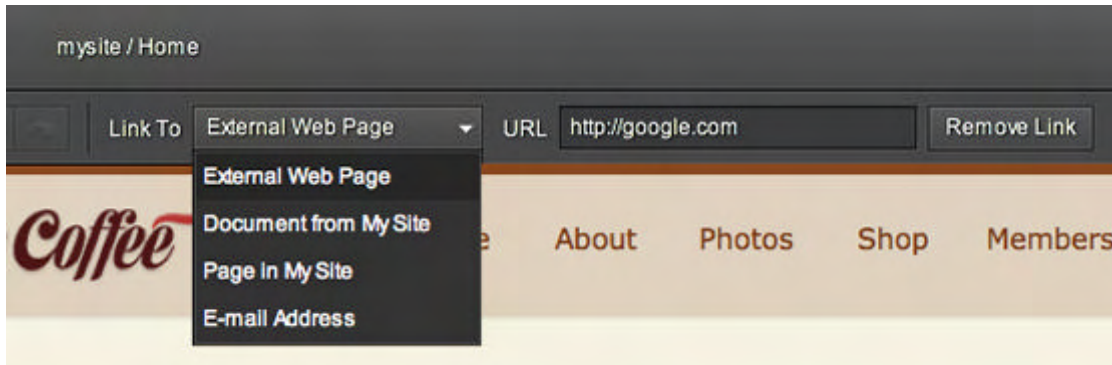 mysite / Home
Link To External Web Page URL http://google.com Remove Link
External Web Page
Document from My Site
Page in My Site
E-mail Address
Coffee e About Photos Shop Members